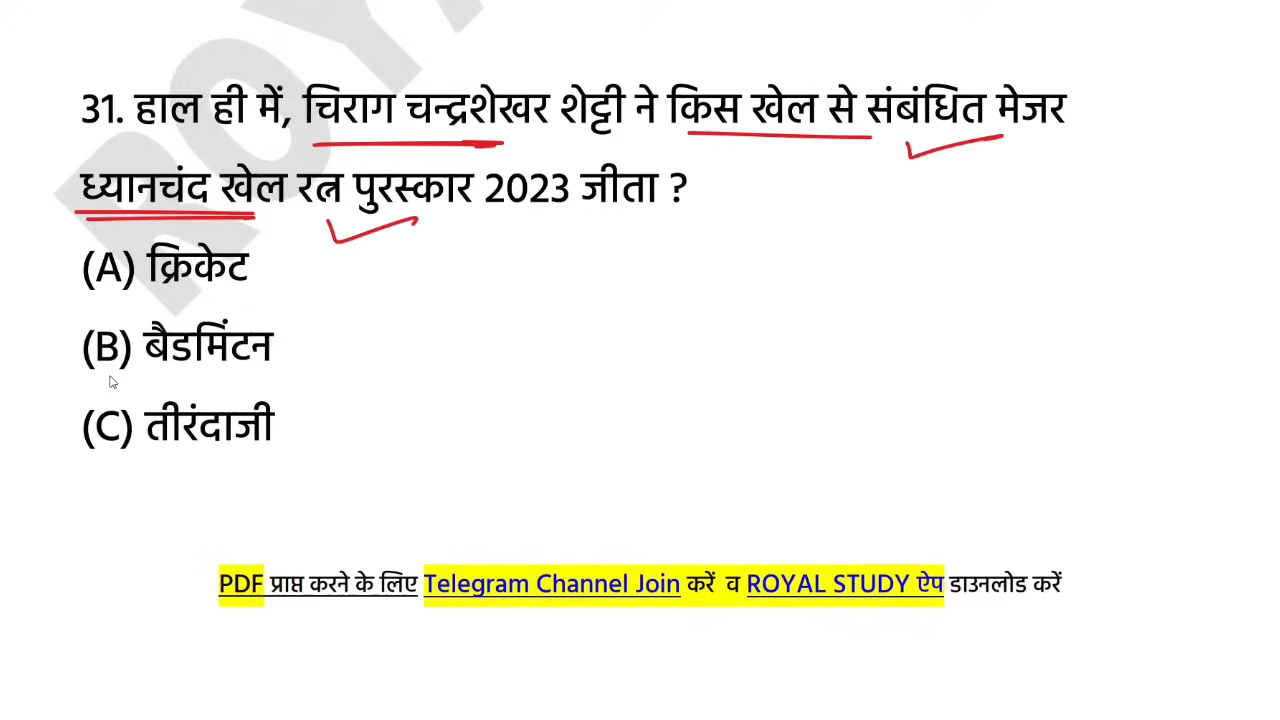 ROYA
31. हाल ही में, चिराग चन्द्रशेखर शेट्टी ने किस खेल से संबंधित मेजर
ध्यानचंद खेल रत्न पुरस्कार 2023 जीता ?
(A) क्रिकेट
(B) बैडमिंटन
(C) तीरंदाजी
PDF प्राप्त करने के लिए Telegram Channel Join करें व ROYAL STUDY ऐप डाउनलोड करें